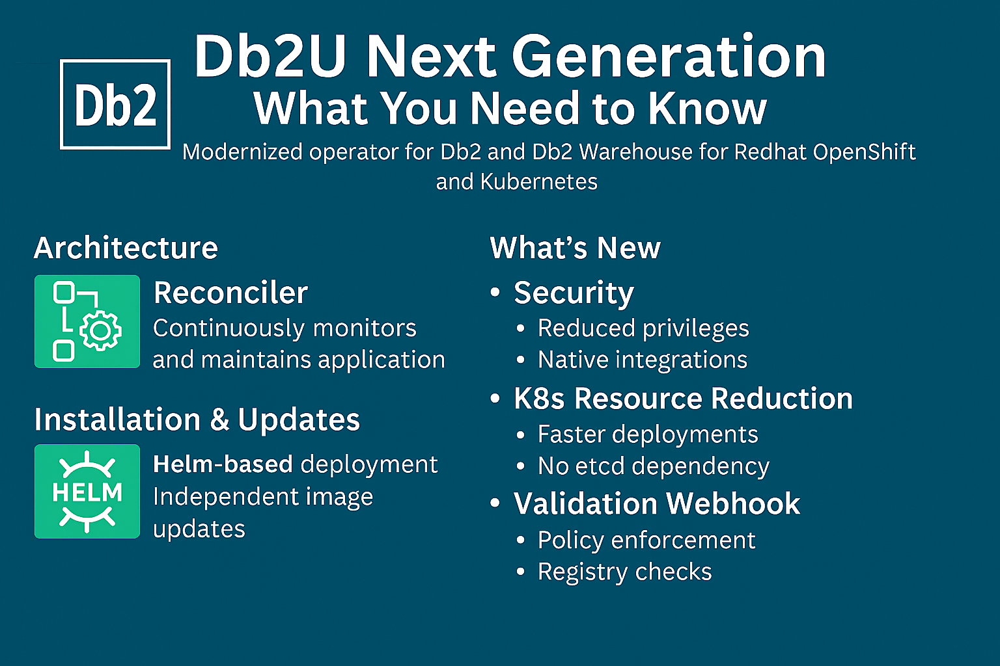 Db2
Db2U Next Generation
What You Need to Know
Modernized operator for Db2 and Db2 Warehouse for Redhat OpenShift
and Kubernetes
Architecture
Reconciler
Continuously monitors
and maintains application
Installation & Updates
HELM
Helm-based deployment
Independent image
updates
What's New
• Security
• Reduced privileges
• Native integrations
• K8s Resource Reduction
• Faster deployments
• No etcd dependency
• Validation Webhook
• Policy enforcement
• Registry checks